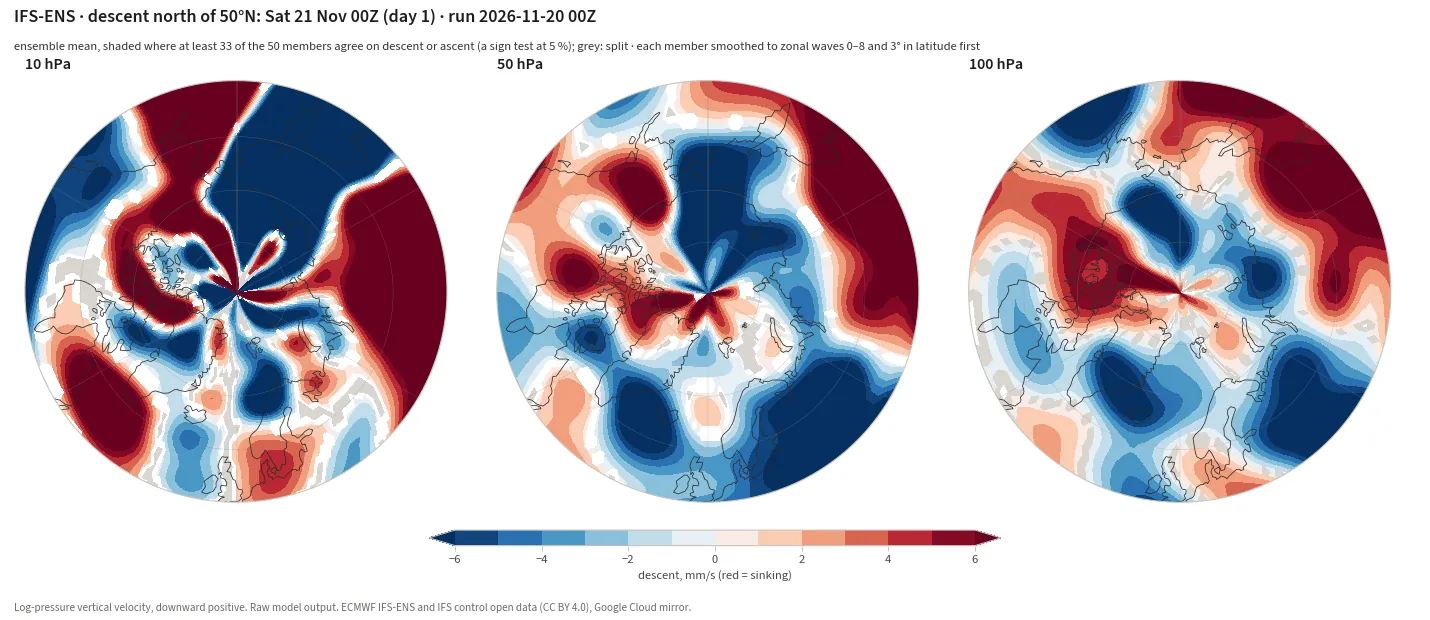 IFS-ENS · descent north of 50°N: Sat 21 Nov 00Z (day 1) · run 2026-11-20 00Z
ensemble mean, shaded where at least 33 of the 50 members agree on descent or ascent (a sign test at 5 %); grey: split · each member smoothed to zonal waves 0–8 and 3° in latitude first
10 hPa
50 hPa
100 hPa
−6 −4 −2 0 2 4 6
descent, mm/s (red = sinking)
Log-pressure vertical velocity, downward positive. Raw model output. ECMWF IFS-ENS and IFS control open data (CC BY 4.0), Google Cloud mirror.